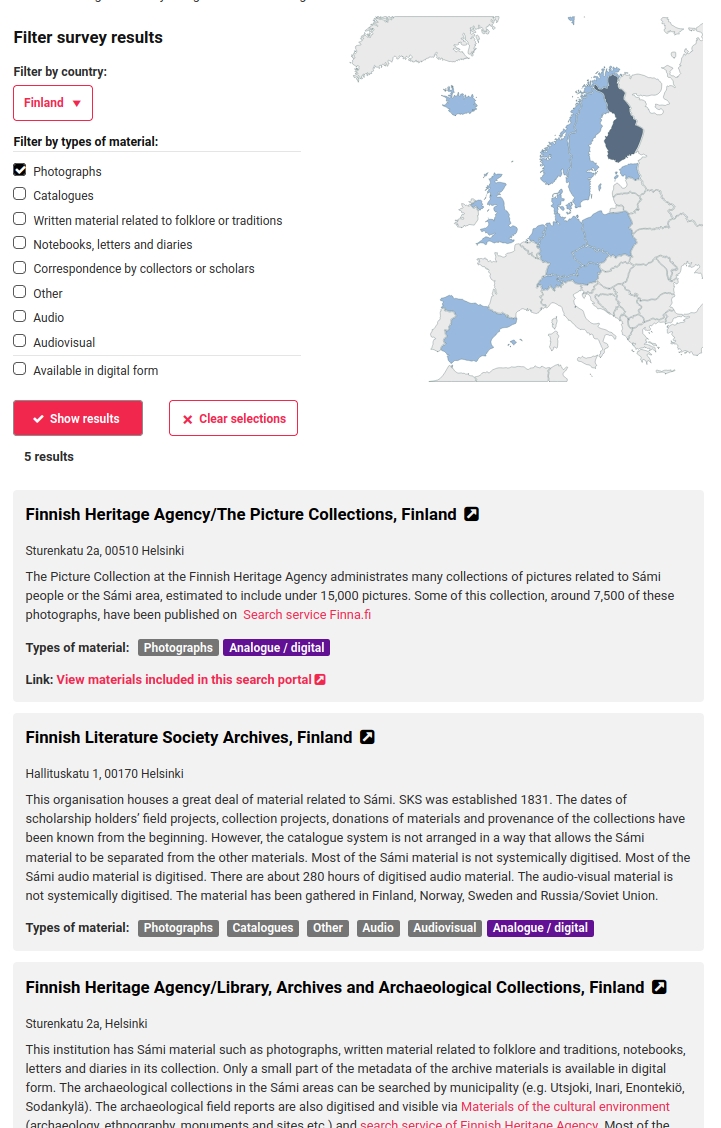 Filter survey results
Filter by country:
Finland
Filter by types of material:
Photographs
Catalogues
Written material related to folklore or traditions
Notebooks, letters and diaries
Correspondence by collectors or scholars
Other
Audio
Audiovisual
Available in digital form
Show results
Clear selections
5 results
Finnish Heritage Agency/The Picture Collections, Finland
Sturenkatu 2a, 00510 Helsinki
The Picture Collection at the Finnish Heritage Agency administrates many collections of pictures related to Sámi
people or the Sámi area, estimated to include under 15,000 pictures. Some of this collection, around 7,500 of these
photographs, have been published on Search service Finna.fi
Types of material: Photographs Analogue / digital
Link: View materials included in this search portal
Finnish Literature Society Archives, Finland
Hallituskatu 1, 00170 Helsinki
This organisation houses a great deal of material related to Sámi. SKS was established 1831. The dates of
scholarship holders’ field projects, collection projects, donations of materials and provenance of the collections have
been known from the beginning. However, the catalogue system is not arranged in a way that allows the Sámi
material to be separated from the other materials. Most of the Sámi material is not systemically digitised. Most of the
Sámi audio material is digitised. There are about 280 hours of digitised audio material. The audio-visual material is
not systemically digitised. The material has been gathered in Finland, Norway, Sweden and Russia/Soviet Union.
Types of material: Photographs Catalogues Other Audio Audiovisual Analogue / digital
Finnish Heritage Agency/Library, Archives and Archaeological Collections, Finland
Sturenkatu 2a, Helsinki
This institution has Sámi material such as photographs, written material related to folklore and traditions, notebooks,
letters and diaries in its collection. Only a small part of the metadata of the archive materials is available in digital
form. The archaeological collections in the Sámi areas can be searched by municipality (e.g. Utsjoki, Inari, Enontekiö,
Sodankylä). The archaeological field reports are also digitised and visible via Materials of the cultural environment
(archaeology, ethnography, monuments and sites etc.) and search service of Finnish Heritage Agency. Most of the